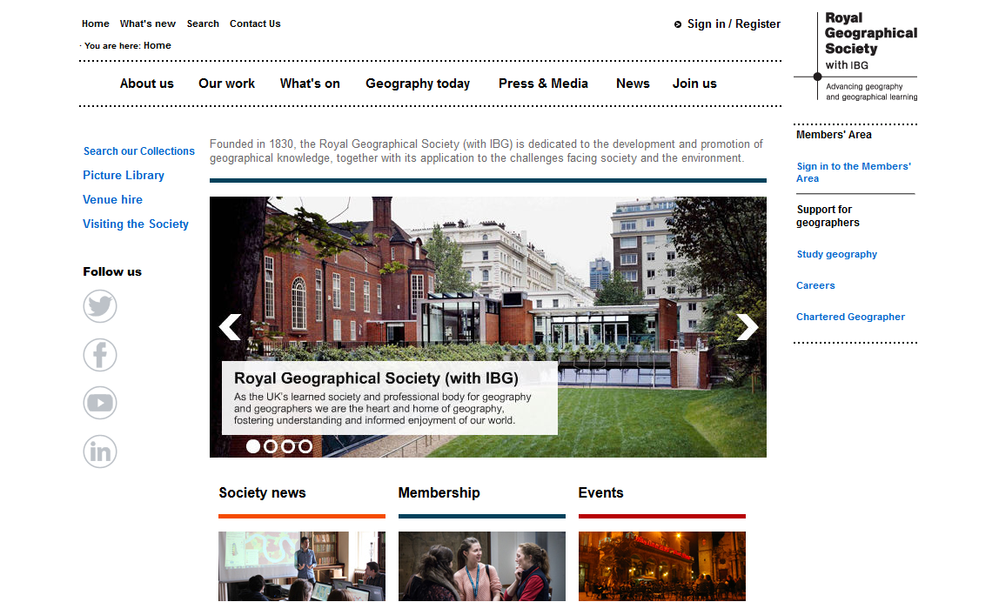 Home What's new Search Contact Us
Sign in / Register
· You are here: Home
About us Our work What's on Geography today Press & Media News Join us
Royal
Geographical
Society
with IBG
Advancing geography
and geographical learning
Search our Collections
Picture Library
Venue hire
Visiting the Society
Follow us
in
Founded in 1830, the Royal Geographical Society (with IBG) is dedicated to the development and promotion of
geographical knowledge, together with its application to the challenges facing society and the environment.
Royal Geographical Society (with IBG)
As the UK's learned society and professional body for geography
and geographers we are the heart and home of geography,
fostering understanding and informed enjoyment of our world.
Society news
Membership
Events
Members' Area
Sign in to the Members'
Area
Support for
geographers
Study geography
Careers
Chartered Geographer